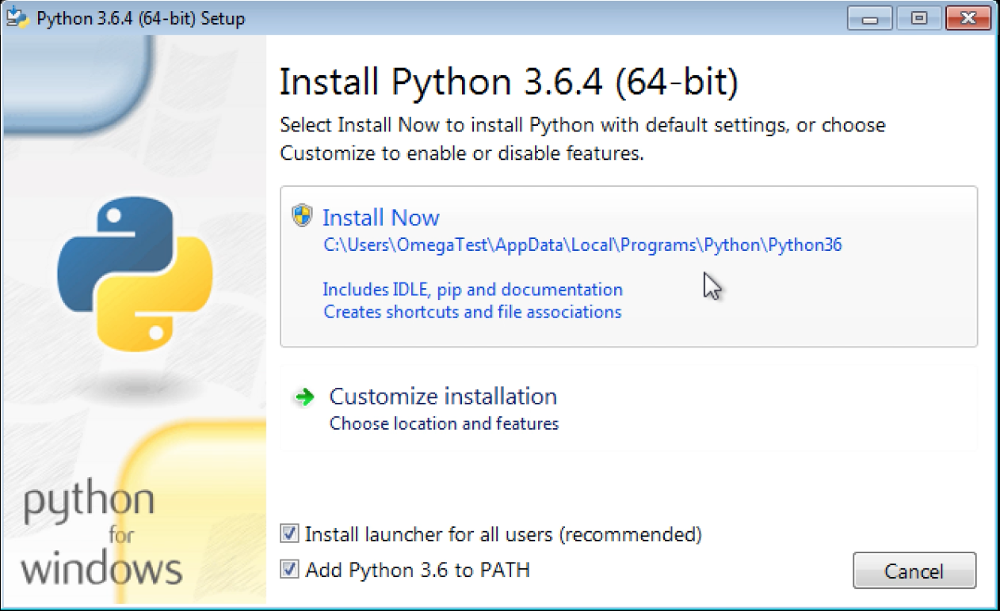 Python 3.6.4 (64-bit) Setup
Install Python 3.6.4 (64-bit)
Select Install Now to install Python with default settings, or choose
Customize to enable or disable features.
Install Now
C:\Users\OmegaTest\AppData\Local\Programs\Python\Python36
Includes IDLE, pip and documentation
Creates shortcuts and file associations
Customize installation
Choose location and features
python
for
windows
Install launcher for all users (recommended)
Add Python 3.6 to PATH
Cancel